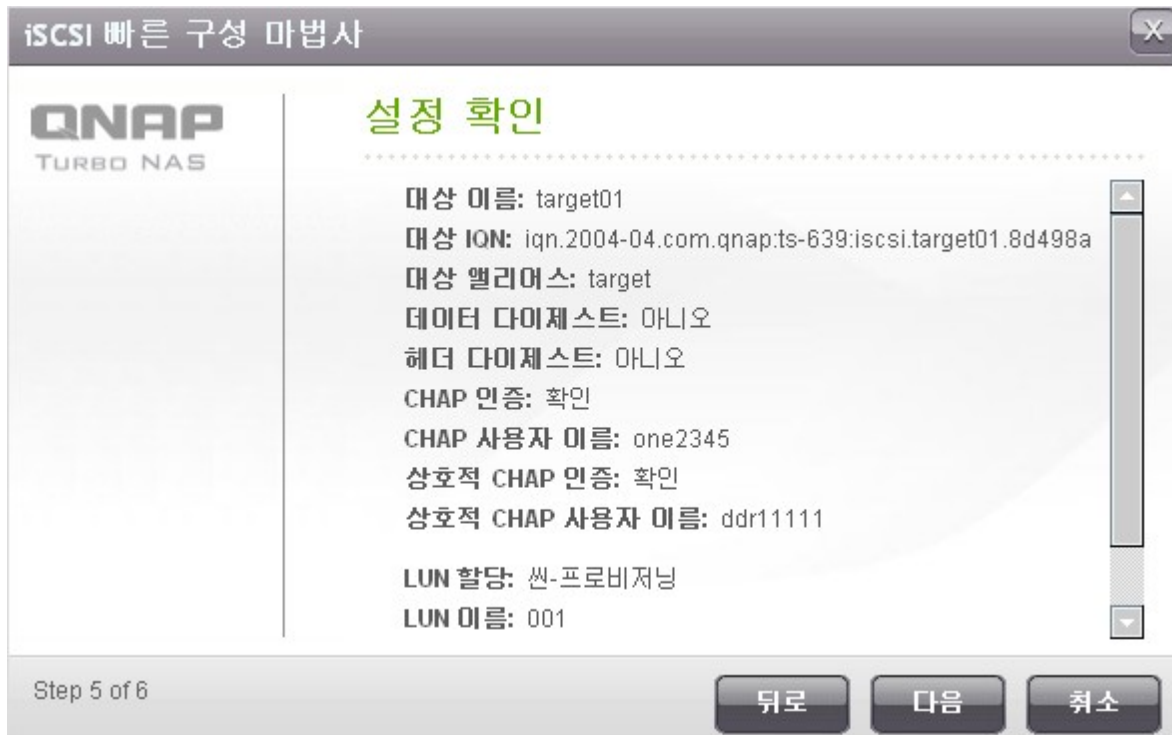 iSCSI 빠른 구성 마법사
QNAP
TURBO NAS
설정 확인
대상 이름: target01
대상 IQN: iqn.2004-04.com.qnap:ts-639:iscsi.target01.8d498a
대상 앨리어스: target
데이터 다이제스트: 아니오
헤더 다이제스트: 아니오
CHAP 인증: 확인
CHAP 사용자 이름: one2345
상호적 CHAP 인증: 확인
상호적 CHAP 사용자 이름: ddr11111
LUN 할당: 씬-프로비저닝
LUN 이름: 001
Step 5 of 6
뒤로
다음
취소